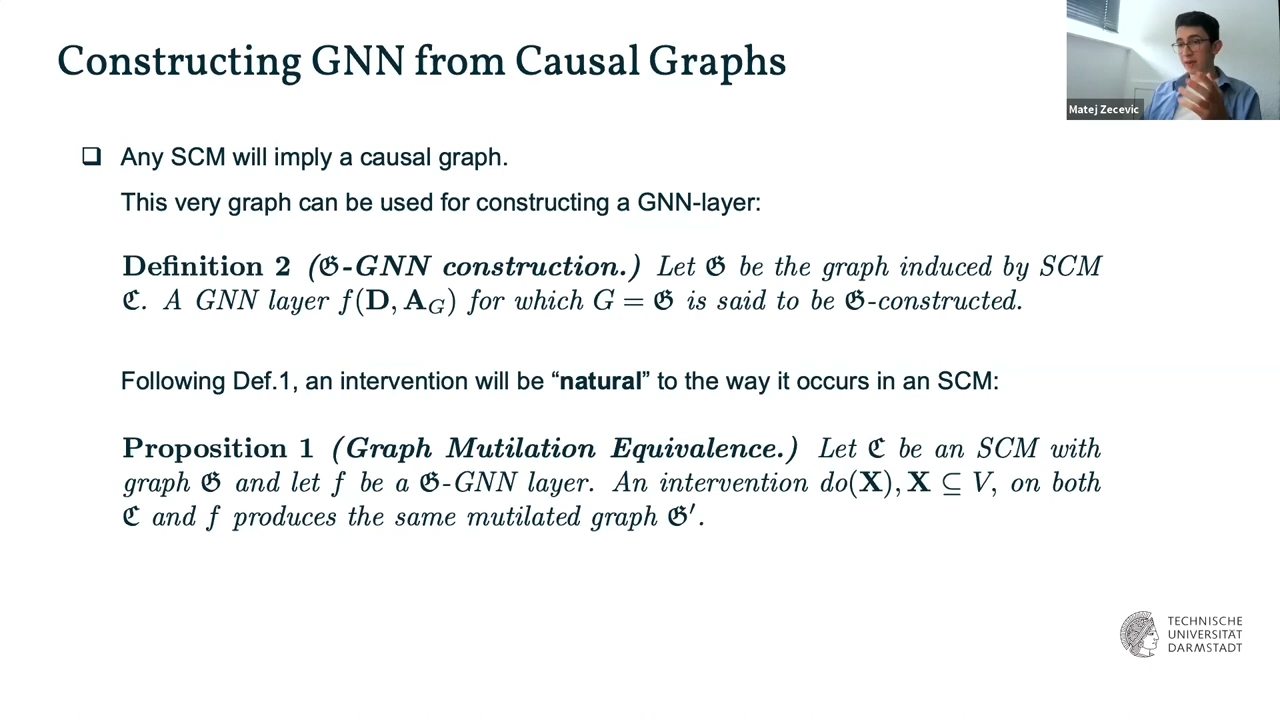 Constructing GNN from Causal Graphs
Matej Zecevic
❑ Any SCM will imply a causal graph.
This very graph can be used for constructing a GNN-layer:
Definition 2 (𝕲-GNN construction.) Let 𝕲 be the graph induced by SCM
𝕮. A GNN layer f(D, A_G) for which G = 𝕲 is said to be 𝕲-constructed.
Following Def.1, an intervention will be “natural” to the way it occurs in an SCM:
Proposition 1 (Graph Mutilation Equivalence.) Let 𝕮 be an SCM with
graph 𝕲 and let f be a 𝕲-GNN layer. An intervention do(X), X ⊆ V, on both
𝕮 and f produces the same mutilated graph 𝕲′.
TECHNISCHE
UNIVERSITÄT
DARMSTADT